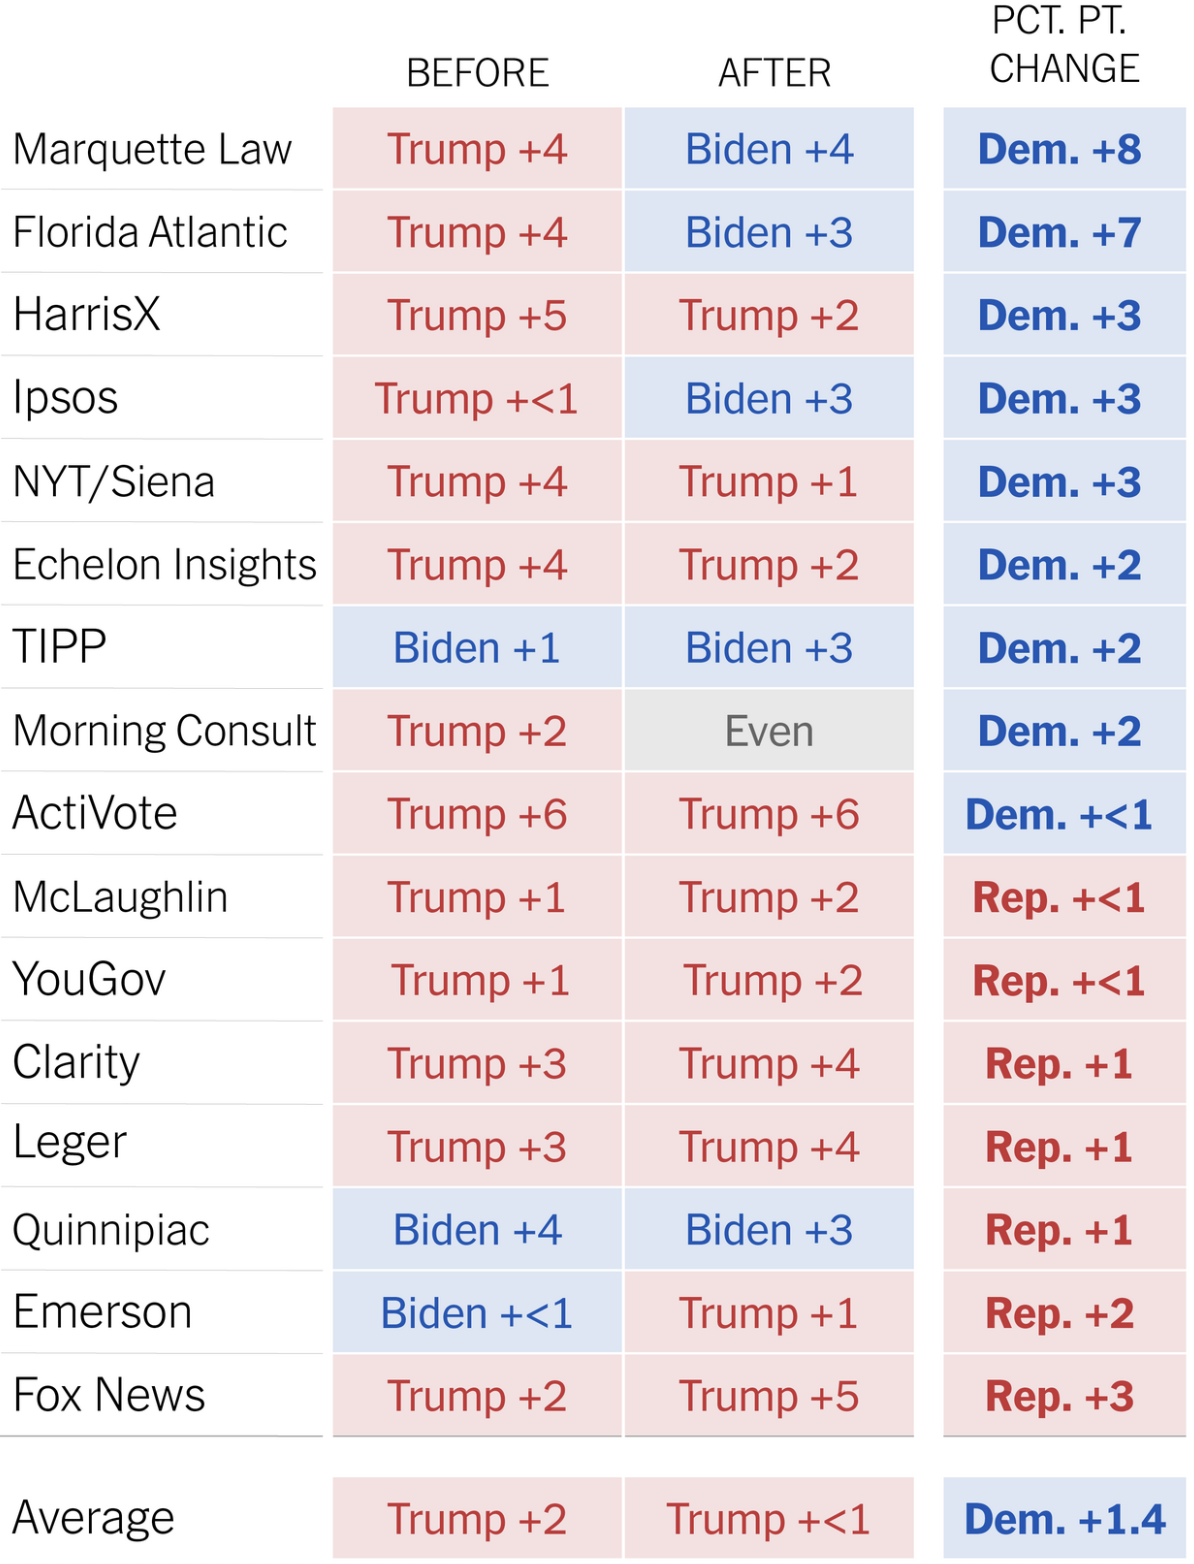 PCT. PT.
BEFORE AFTER CHANGE
Marquette Law Trump +4 Biden +4 Dem. +8
Florida Atlantic Trump +4 Biden +3 Dem. +7
HarrisX Trump +5 Trump +2 Dem. +3
Ipsos Trump +<1 Biden +3 Dem. +3
NYT/Siena Trump +4 Trump +1 Dem. +3
Echelon Insights Trump +4 Trump +2 Dem. +2
TIPP Biden +1 Biden +3 Dem. +2
Morning Consult Trump +2 Even Dem. +2
ActiVote Trump +6 Trump +6 Dem. +<1
McLaughlin Trump +1 Trump +2 Rep. +<1
YouGov Trump +1 Trump +2 Rep. +<1
Clarity Trump +3 Trump +4 Rep. +1
Leger Trump +3 Trump +4 Rep. +1
Quinnipiac Biden +4 Biden +3 Rep. +1
Emerson Biden +<1 Trump +1 Rep. +2
Fox News Trump +2 Trump +5 Rep. +3
Average Trump +2 Trump +<1 Dem. +1.4